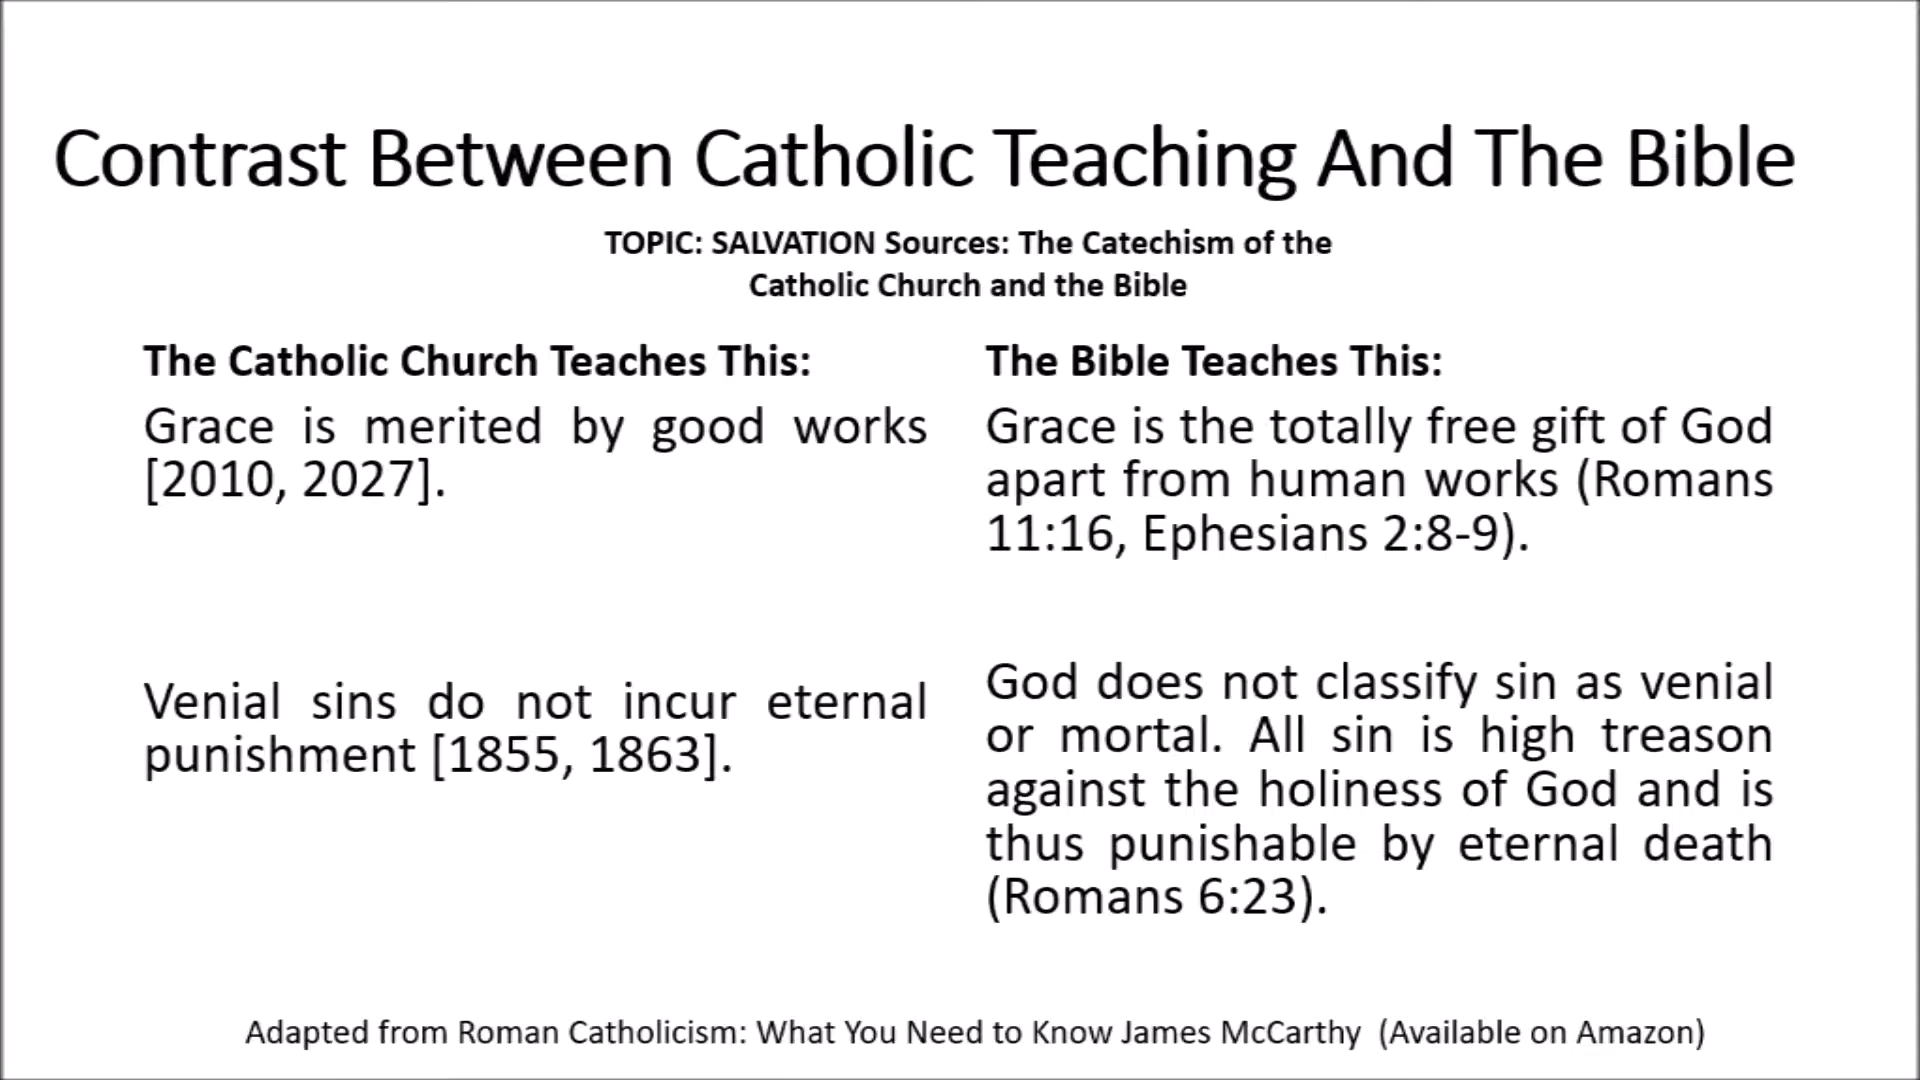 Contrast Between Catholic Teaching And The Bible
TOPIC: SALVATION Sources: The Catechism of the
Catholic Church and the Bible
The Catholic Church Teaches This:
Grace is merited by good works
[2010, 2027].
Venial sins do not incur eternal
punishment [1855, 1863].
The Bible Teaches This:
Grace is the totally free gift of God
apart from human works (Romans
11:16, Ephesians 2:8-9).
God does not classify sin as venial
or mortal. All sin is high treason
against the holiness of God and is
thus punishable by eternal death
(Romans 6:23).
Adapted from Roman Catholicism: What You Need to Know James McCarthy (Available on Amazon)